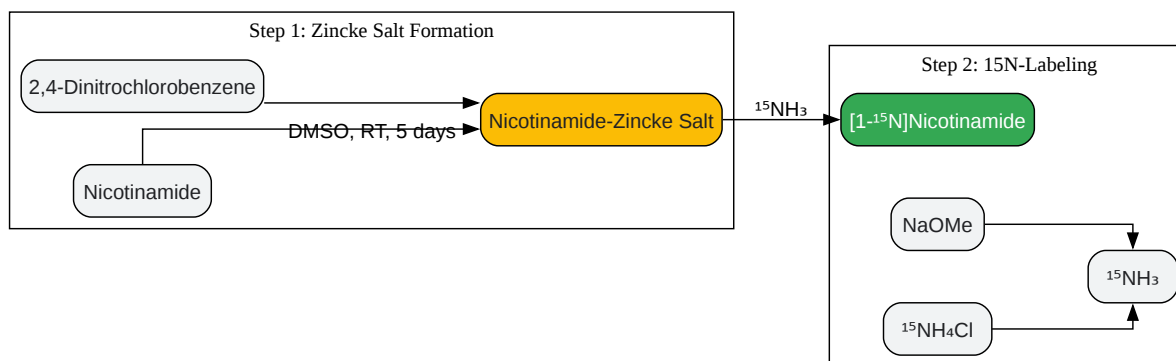 Step 1: Zincke Salt Formation
2,4-Dinitrochlorobenzene
DMSO, RT, 5 days
Nicotinamide
Nicotinamide-Zincke Salt
¹⁵NH₃
Step 2: 15N-Labeling
[1-¹⁵N]Nicotinamide
NaOMe
¹⁵NH₃
¹⁵NH₄Cl